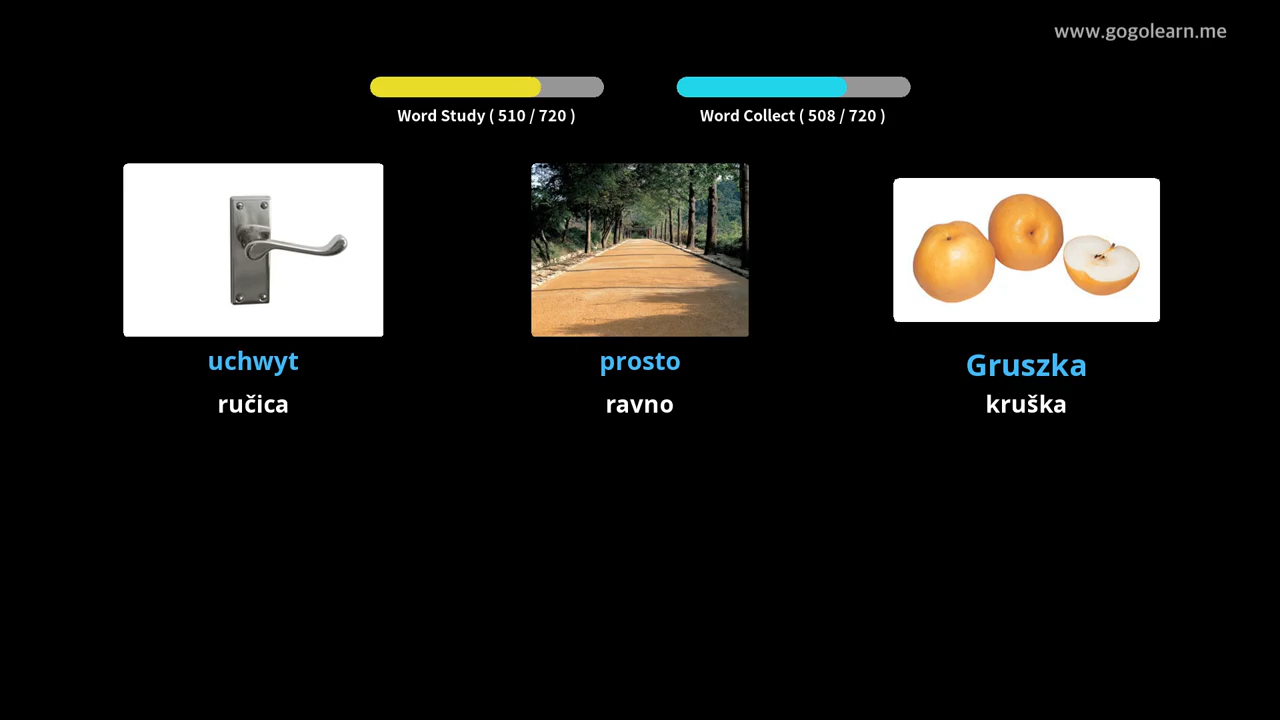 www.gogolearn.me
Word Study ( 510 / 720 )
Word Collect ( 508 / 720 )
uchwyt
prosto
Gruszka
ručica
ravno
kruška